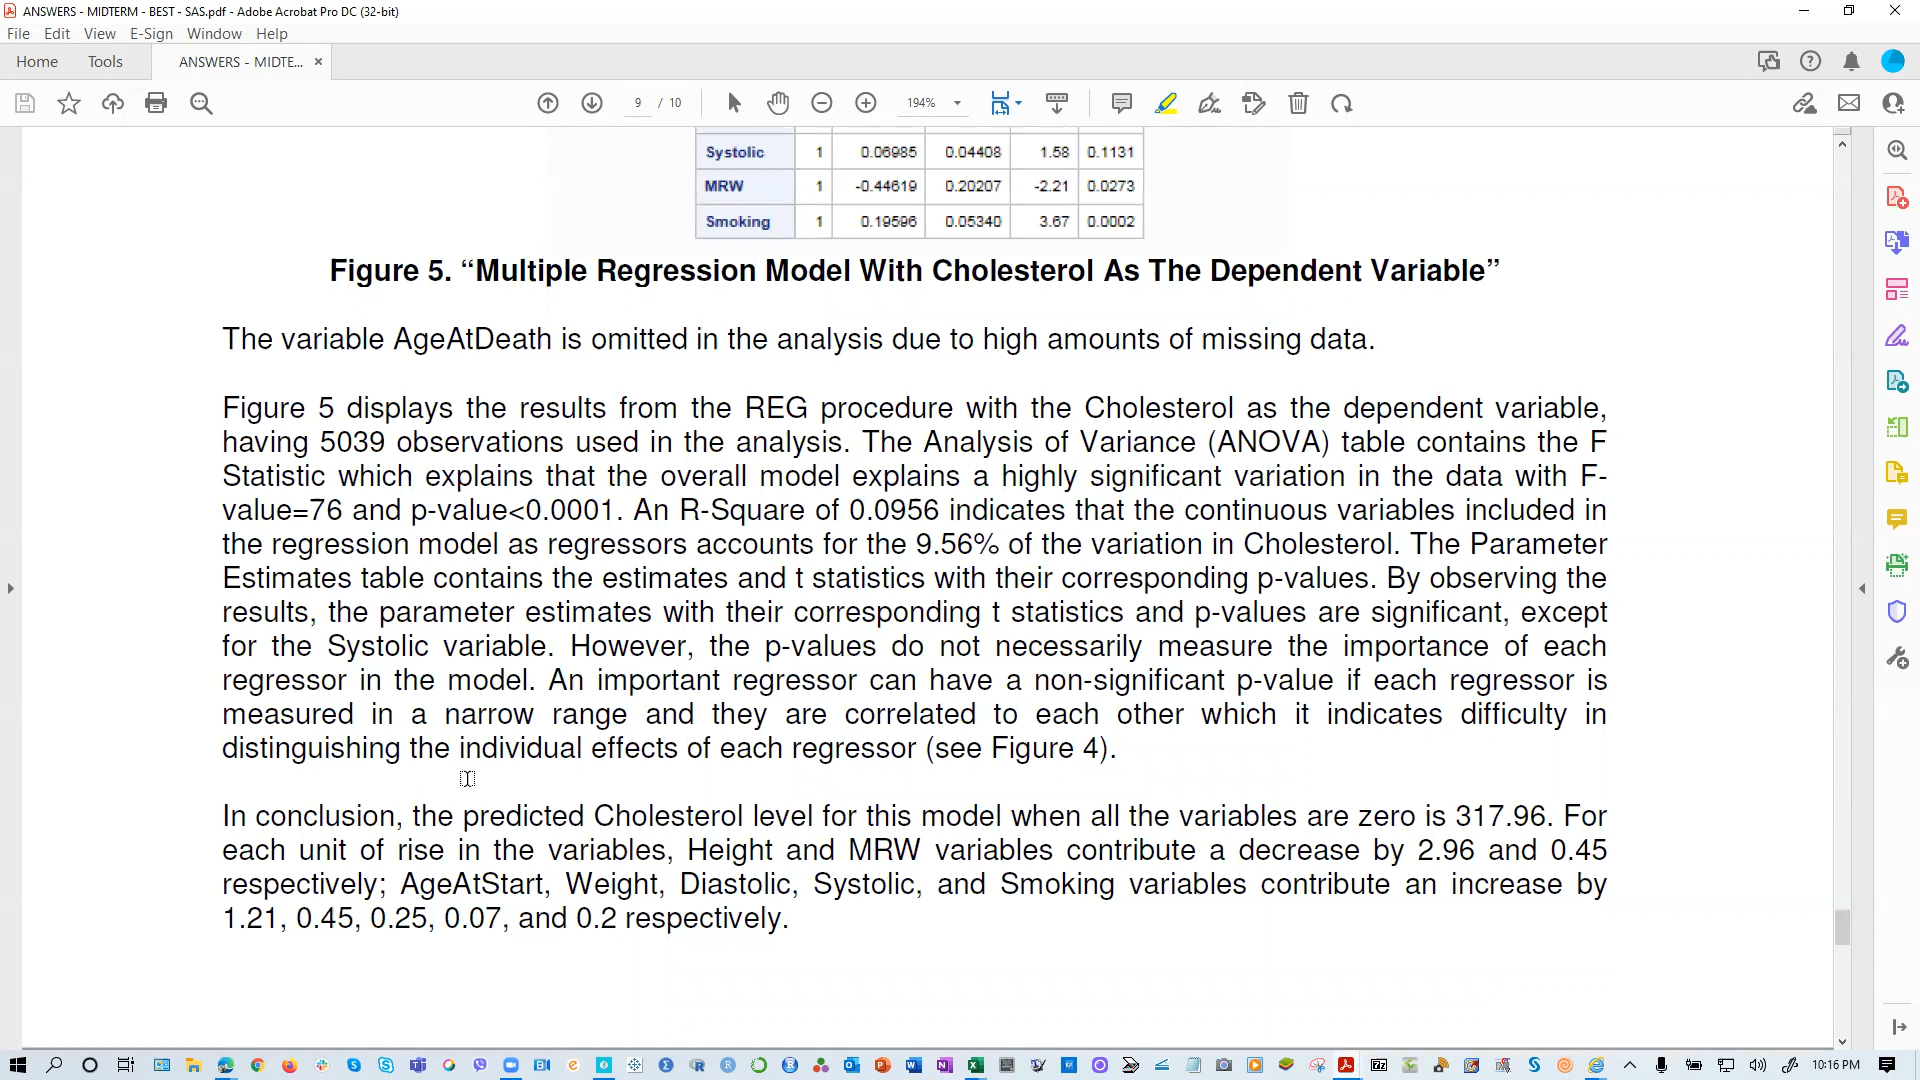 ANSWERS - MIDTERM - BEST - SAS.pdf - Adobe Acrobat Pro DC (32-bit)
File Edit View E-Sign Window Help
Home Tools ANSWERS - MIDTE... ×
9 / 10 194%
Systolic 1 0.06985 0.04408 1.58 0.1131
MRW 1 -0.44619 0.20207 -2.21 0.0273
Smoking 1 0.19596 0.05340 3.67 0.0002
Figure 5. “Multiple Regression Model With Cholesterol As The Dependent Variable”
The variable AgeAtDeath is omitted in the analysis due to high amounts of missing data.
Figure 5 displays the results from the REG procedure with the Cholesterol as the dependent variable,
having 5039 observations used in the analysis. The Analysis of Variance (ANOVA) table contains the F
Statistic which explains that the overall model explains a highly significant variation in the data with F-
value=76 and p-value<0.0001. An R-Square of 0.0956 indicates that the continuous variables included in
the regression model as regressors accounts for the 9.56% of the variation in Cholesterol. The Parameter
Estimates table contains the estimates and t statistics with their corresponding p-values. By observing the
results, the parameter estimates with their corresponding t statistics and p-values are significant, except
for the Systolic variable. However, the p-values do not necessarily measure the importance of each
regressor in the model. An important regressor can have a non-significant p-value if each regressor is
measured in a narrow range and they are correlated to each other which it indicates difficulty in
distinguishing the individual effects of each regressor (see Figure 4).
In conclusion, the predicted Cholesterol level for this model when all the variables are zero is 317.96. For
each unit of rise in the variables, Height and MRW variables contribute a decrease by 2.96 and 0.45
respectively; AgeAtStart, Weight, Diastolic, Systolic, and Smoking variables contribute an increase by
1.21, 0.45, 0.25, 0.07, and 0.2 respectively.
10:16 PM